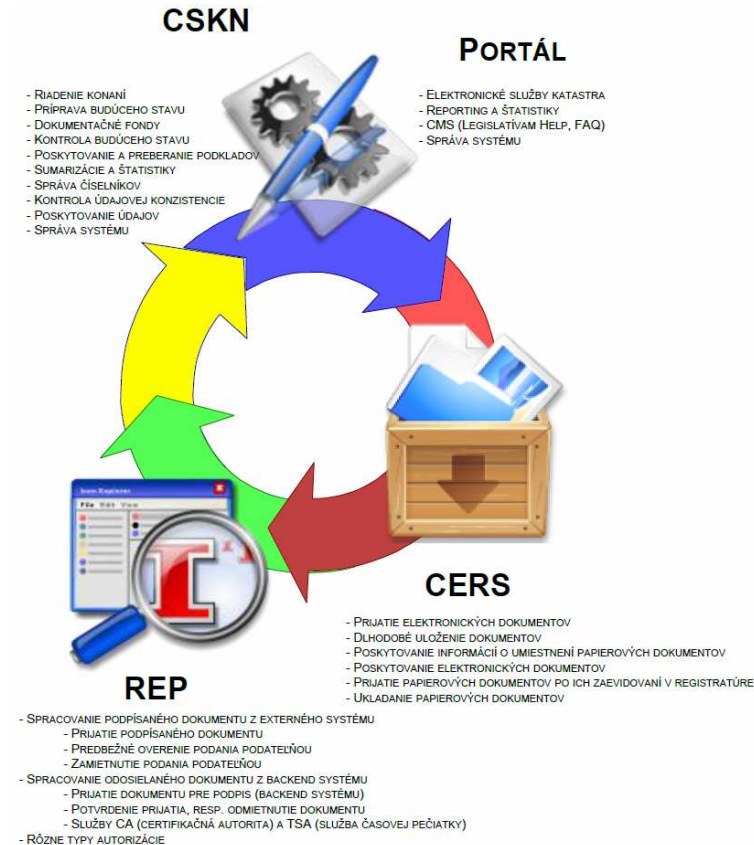 CSKN
- Riadenie konaní
- Príprava budúceho stavu
- Dokumentačné fondy
- Kontrola budúceho stavu
- Poskytovanie a preberanie podkladov
- Sumarizácie a štatistiky
- Správa číselníkov
- Kontrola údajovej konzistencie
- Poskytovanie údajov
- Správa systému
Portál
- Elektronické služby katastra
- Reporting a štatistiky
- CMS (Legislatívam Help, FAQ)
- Správa systému
CERS
- Prijatie elektronických dokumentov
- Dlhodobé uloženie dokumentov
- Poskytovanie informácií o umiestnení papierových dokumentov
- Poskytovanie elektronických dokumentov
- Prijatie papierových dokumentov po ich zaevidovaní v registratúre
- Ukladanie papierových dokumentov
Icon Explorer
File Edit View
REP
- Spracovanie podpísaného dokumentu z externého systému
- Prijatie podpísaného dokumentu
- Predbežné overenie podania podateľňou
- Zamietnutie podania podateľňou
- Spracovanie odosielaného dokumentu z backend systému
- Prijatie dokumentu pre podpis (backend systému)
- Potvrdenie prijatia, resp. odmietnutie dokumentu
- Služby CA (certifikačná autorita) a TSA (služba časovej pečiatky)
- Rôzne typy autorizácie